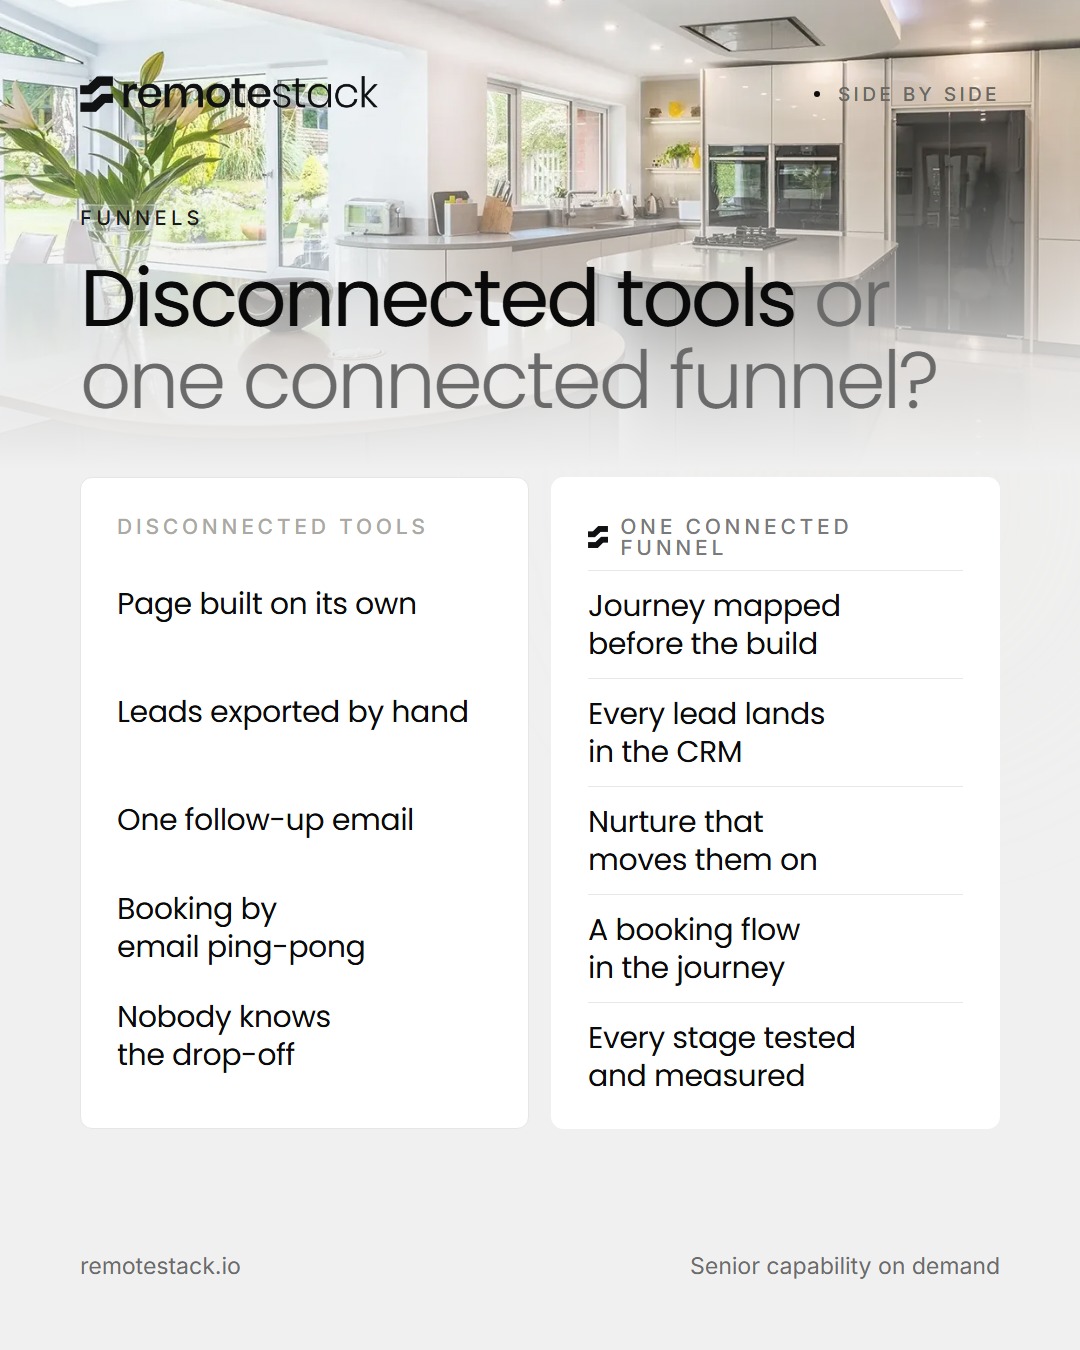 remotestack
• SIDE BY SIDE
FUNNELS
Disconnected tools or
one connected funnel?
DISCONNECTED TOOLS
Page built on its own
Leads exported by hand
One follow-up email
Booking by
email ping-pong
Nobody knows
the drop-off
ONE CONNECTED
FUNNEL
Journey mapped
before the build
Every lead lands
in the CRM
Nurture that
moves them on
A booking flow
in the journey
Every stage tested
and measured
remotestack.io
Senior capability on demand